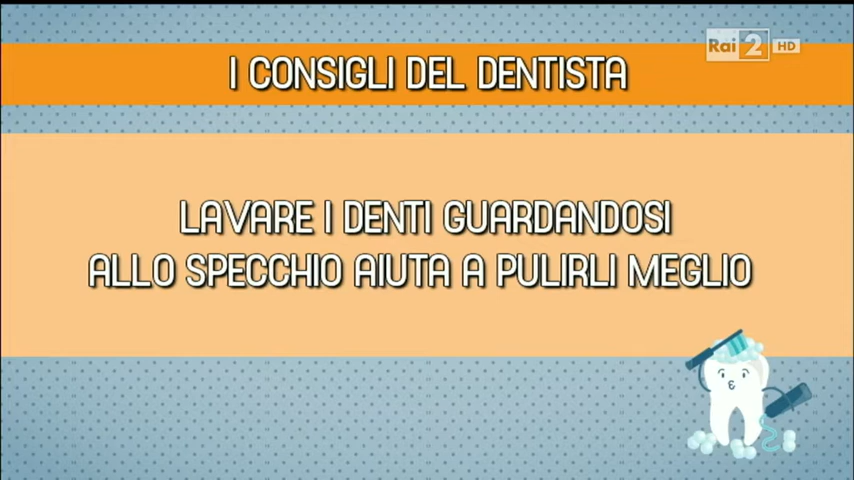 I CONSIGLI DEL DENTISTA
Rai 2 HD
LAVARE I DENTI GUARDANDOSI
ALLO SPECCHIO AIUTA A PULIRLI MEGLIO